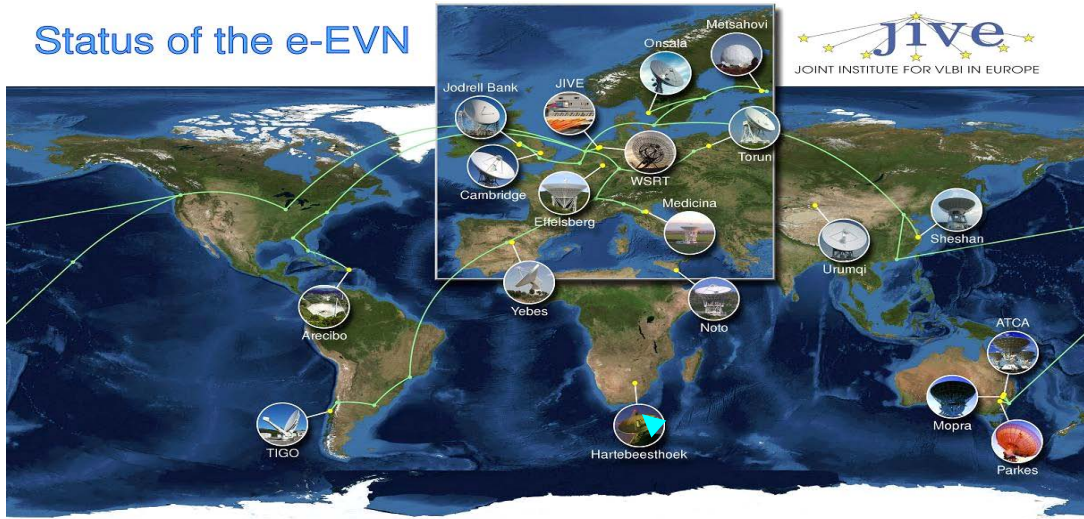 Status of the e-EVN
jive
JOINT INSTITUTE FOR VLBI IN EUROPE
Metsahovi
Onsala
JIVE
Jodrell Bank
Torun
WSRT
Cambridge
Effelsberg
Medicina
Sheshan
Urumqi
Yebes
Noto
Arecibo
ATCA
Mopra
TIGO
Hartebeesthoek
Parkes